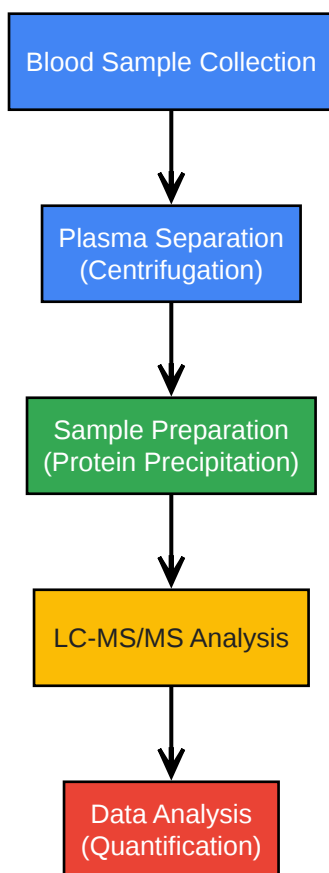 Blood Sample Collection
Plasma Separation
(Centrifugation)
Sample Preparation
(Protein Precipitation)
LC-MS/MS Analysis
Data Analysis
(Quantification)